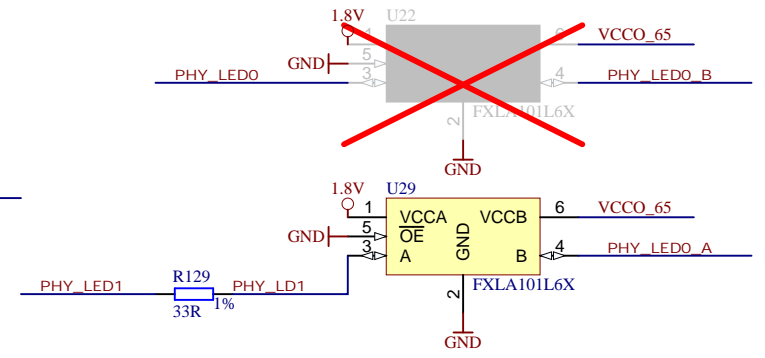 1.8V
U22
1
6
VCCO_65
GND
5
PHY_LED0
3
4
PHY_LED0_B
2
FXLA101L6X
GND
1.8V
U29
1
VCCA
VCCB
6
VCCO_65
GND
5
OE
GND
3
A
B
4
PHY_LED0_A
R129
FXLA101L6X
PHY_LED1
PHY_LD1
2
33R
1%
GND